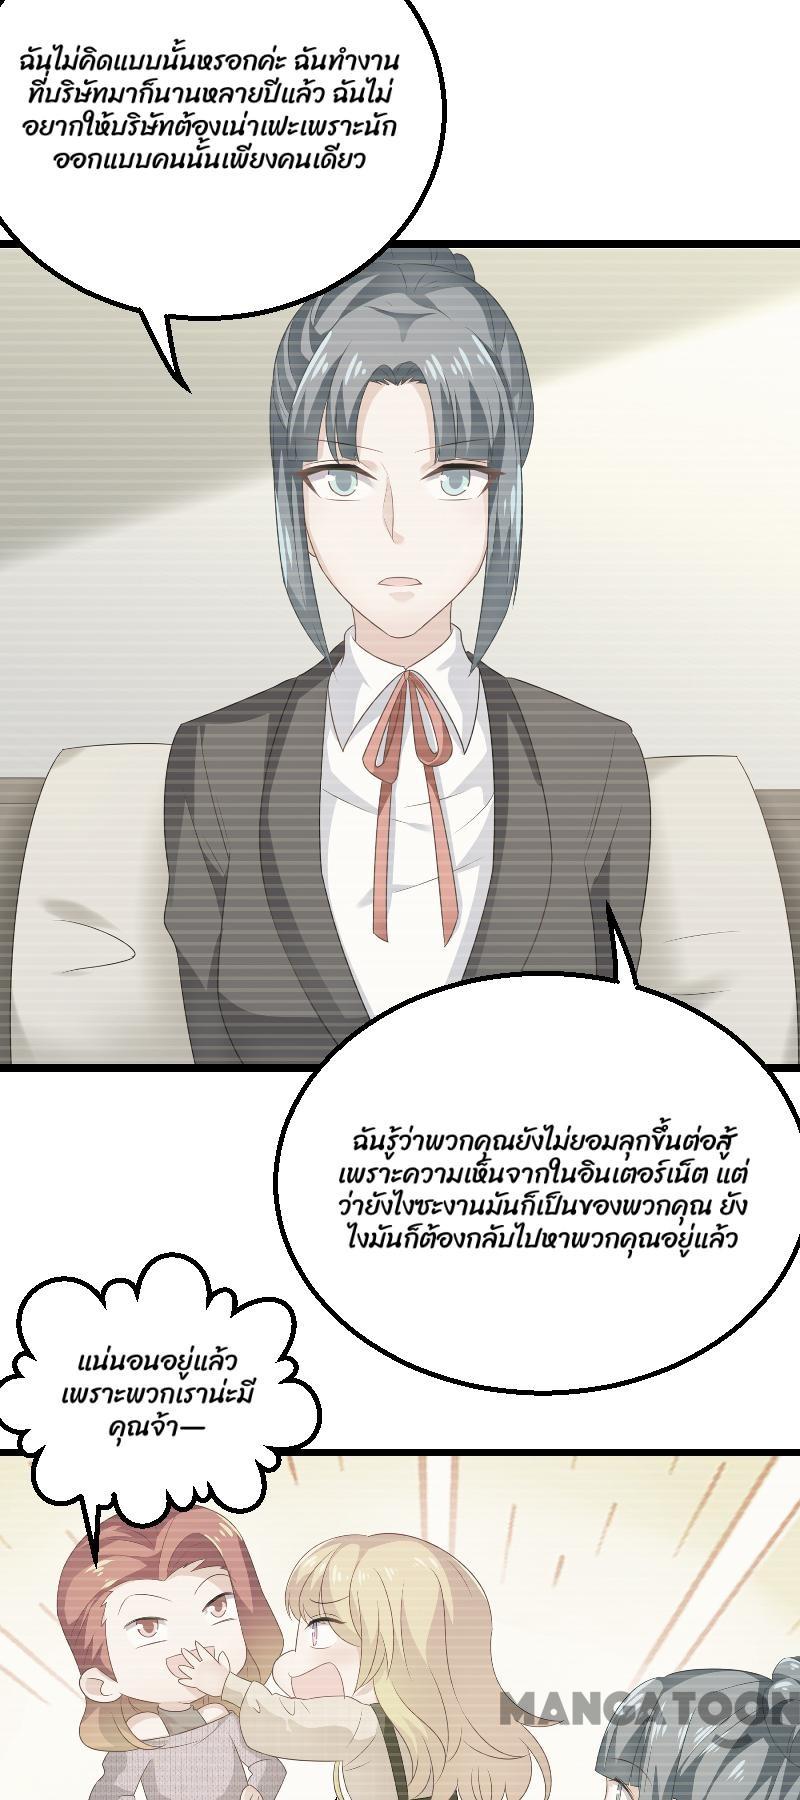 ฉันไม่คิดแบบนั้นหรอกค่ะ ฉันทำงาน
ที่บริษัทมาก็นานหลายปีแล้ว ฉันไม่
อยากให้บริษัทต้องเน่าเฟะเพราะนัก
ออกแบบคนนั้นเพียงคนเดียว
ฉันรู้ว่าพวกคุณยังไม่ยอมลุกขึ้นต่อสู้
เพราะความเห็นจากในอินเตอร์เน็ต แต่
ว่ายังไงซะงานมันก็เป็นของพวกคุณ ยัง
ไงมันก็ต้องกลับไปหาพวกคุณอยู่แล้ว
แน่นอนอยู่แล้ว
เพราะพวกเราน่ะมี
คุณจ้า—
MANGATOON